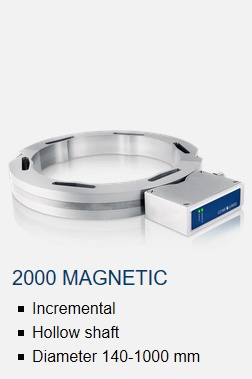 2000 MAGNETIC
Incremental
Hollow shaft
Diameter 140-1000 mm